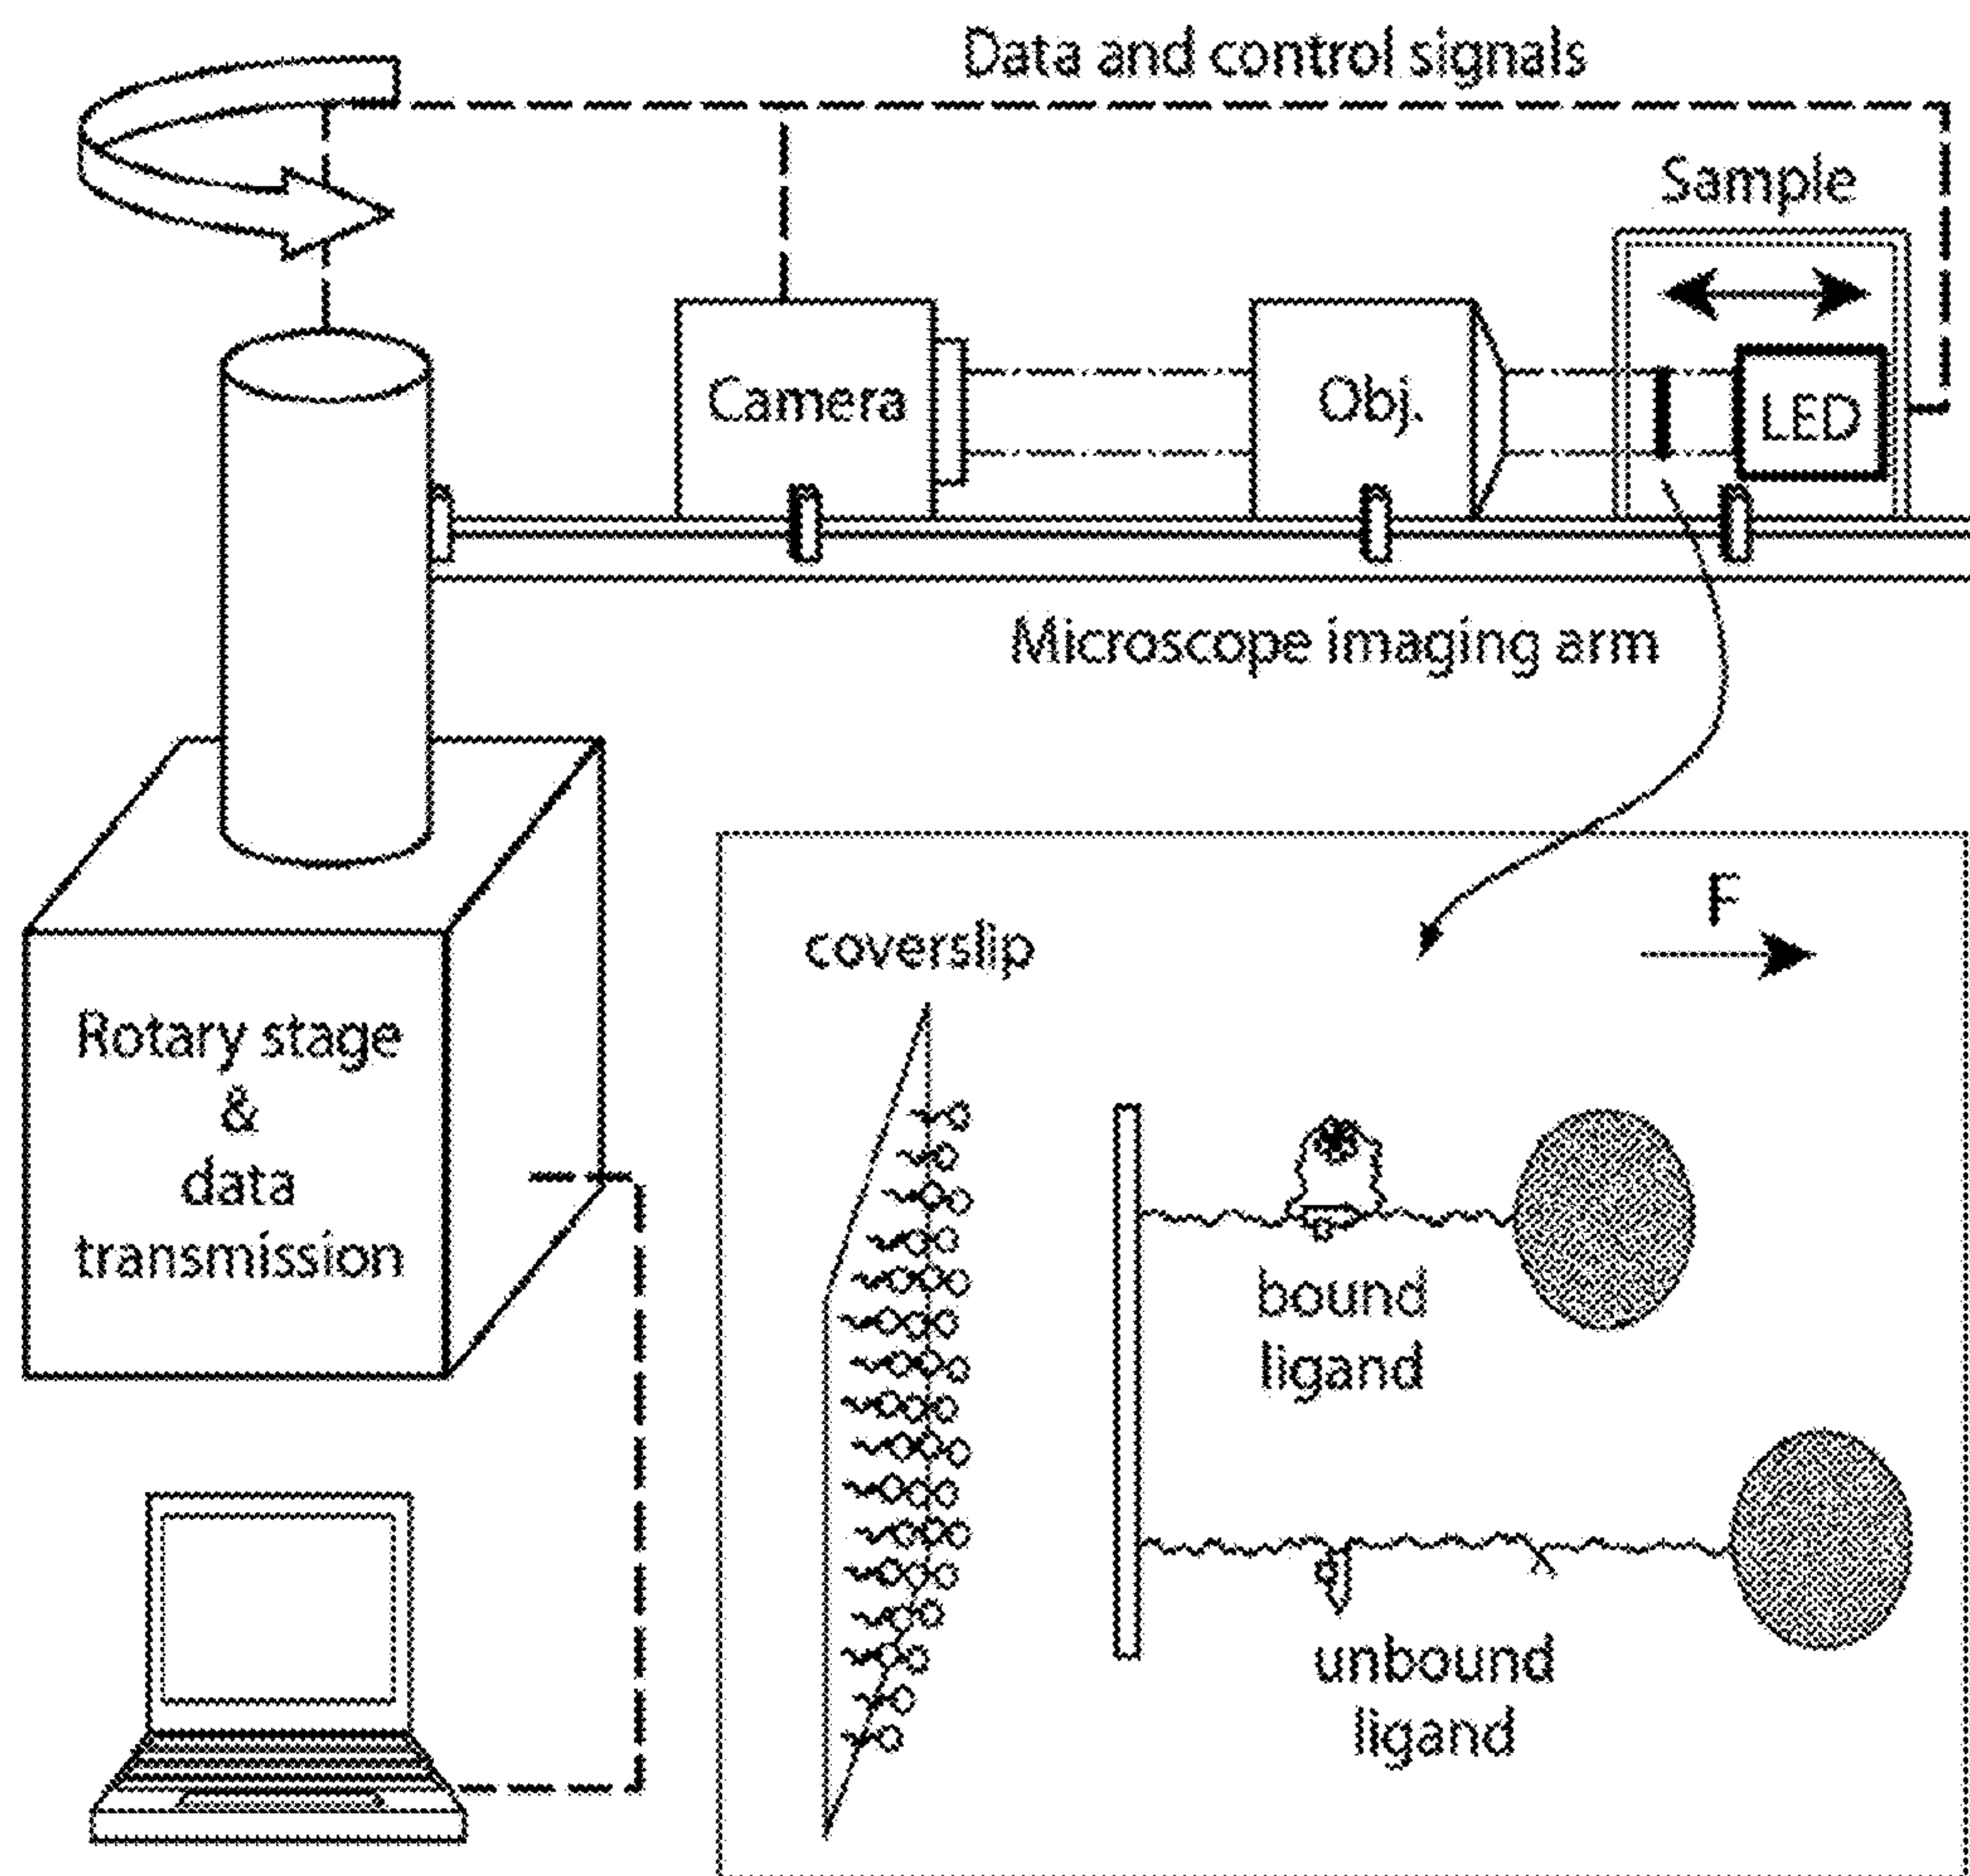 Data and control signals
Sample
Camera
Obj.
LED
Microscope imaging arm
Rotary stage
&
data
transmission
F
coverslip
bound
ligand
unbound
ligand